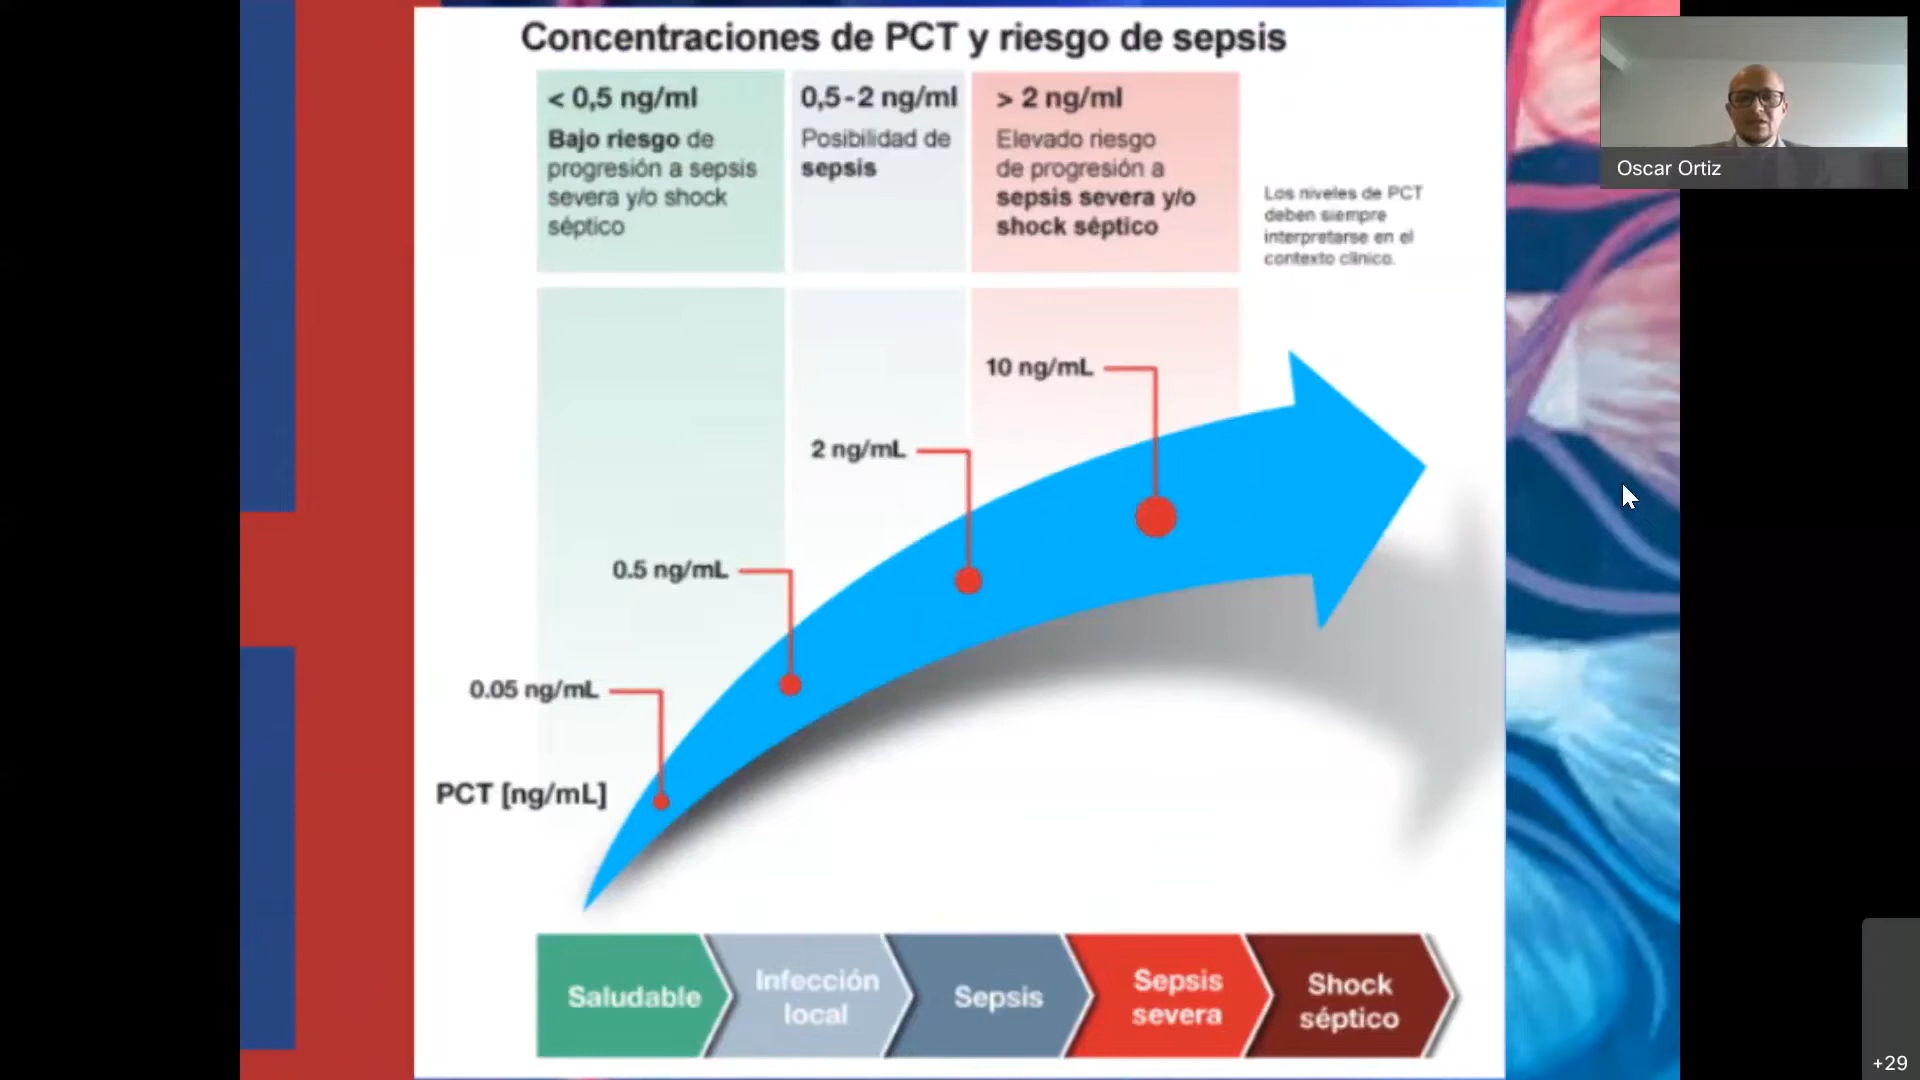 Concentraciones de PCT y riesgo de sepsis
< 0,5 ng/ml
Bajo riesgo de
progresión a sepsis
severa y/o shock
séptico
0,5-2 ng/ml
Posibilidad de
sepsis
> 2 ng/ml
Elevado riesgo
de progresión a
sepsis severa y/o
shock séptico
Los niveles de PCT
deben siempre
interpretarse en el
contexto clínico.
Oscar Ortiz
10 ng/mL
2 ng/mL
0.5 ng/mL
0.05 ng/mL
PCT [ng/mL]
Saludable
Infección
local
Sepsis
Sepsis
severa
Shock
séptico
+29